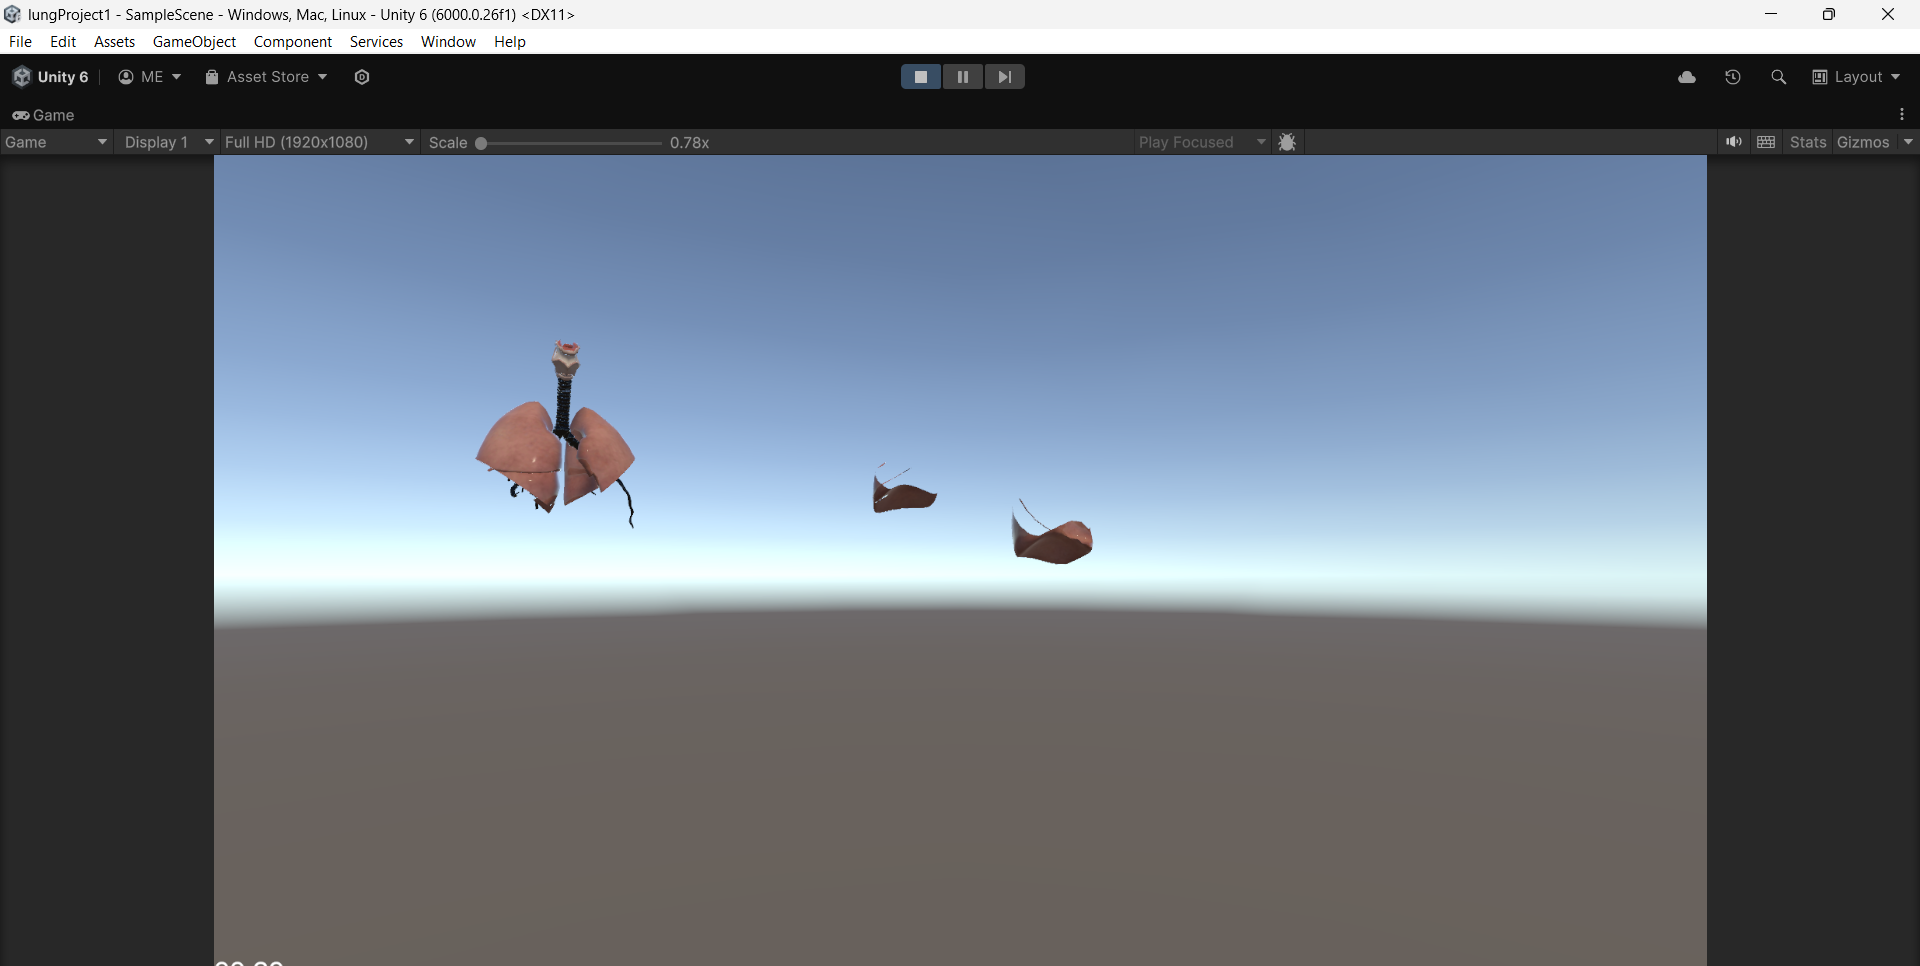 lungProject1 - SampleScene - Windows, Mac, Linux - Unity 6 (6000.0.26f1) <DX11>
File Edit Assets GameObject Component Services Window Help
Unity 6 ME Asset Store Layout
Game
Game Display 1 Full HD (1920x1080) Scale 0.78x Play Focused Stats Gizmos